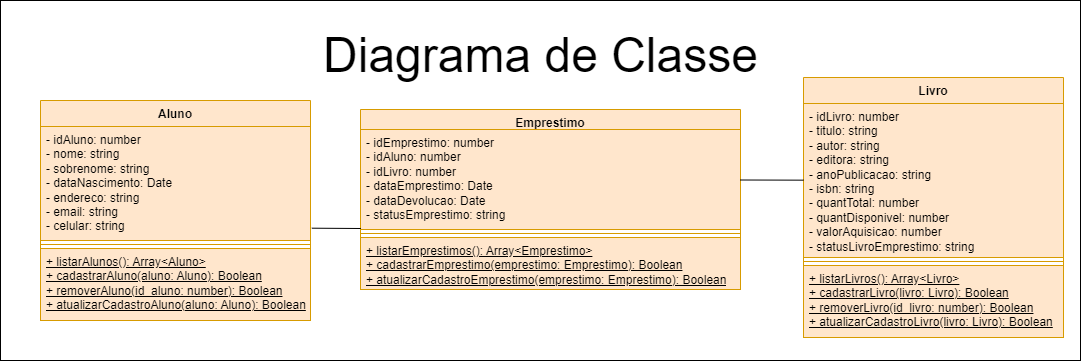 Diagrama de Classe
Aluno
- idAluno: number
- nome: string
- sobrenome: string
- dataNascimento: Date
- endereco: string
- email: string
- celular: string
+ listarAlunos(): Array<Aluno>
+ cadastrarAluno(aluno: Aluno): Boolean
+ removerAluno(id_aluno: number): Boolean
+ atualizarCadastroAluno(aluno: Aluno): Boolean
Emprestimo
- idEmprestimo: number
- idAluno: number
- idLivro: number
- dataEmprestimo: Date
- dataDevolucao: Date
- statusEmprestimo: string
+ listarEmprestimos(): Array<Emprestimo>
+ cadastrarEmprestimo(emprestimo: Emprestimo): Boolean
+ atualizarCadastroEmprestimo(emprestimo: Emprestimo): Boolean
Livro
- idLivro: number
- titulo: string
- autor: string
- editora: string
- anoPublicacao: string
- isbn: string
- quantTotal: number
- quantDisponivel: number
- valorAquisicao: number
- statusLivroEmprestimo: string
+ listarLivros(): Array<Livro>
+ cadastrarLivro(livro: Livro): Boolean
+ removerLivro(id_livro: number): Boolean
+ atualizarCadastroLivro(livro: Livro): Boolean